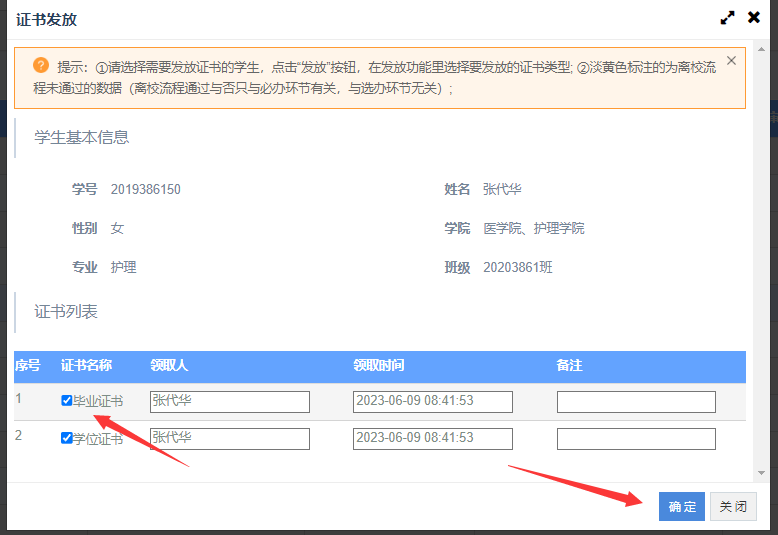 证书发放
提示：①请选择需要发放证书的学生，点击“发放”按钮，在发放功能里选择要发放的证书类型; ②淡黄色标注的为离校流
程未通过的数据（离校流程通过与否只与必办环节有关，与选办环节无关）;
学生基本信息
学号 2019386150 姓名 张代华
性别 女 学院 医学院、护理学院
专业 护理 班级 20203861班
证书列表
序号 证书名称 领取人 领取时间 备注
1 毕业证书 张代华 2023-06-09 08:41:53
2 学位证书 张代华 2023-06-09 08:41:53
确定 关闭